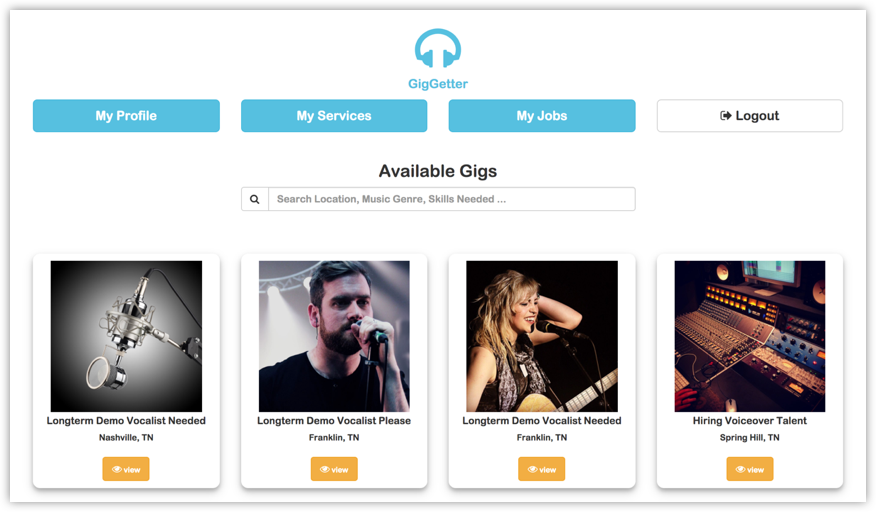 GigGetter
My Profile
My Services
My Jobs
Logout
Available Gigs
Search Location, Music Genre, Skills Needed ...
Longterm Demo Vocalist Needed
Nashville, TN
view
Longterm Demo Vocalist Please
Franklin, TN
view
Longterm Demo Vocalist Needed
Franklin, TN
view
Hiring Voiceover Talent
Spring Hill, TN
view